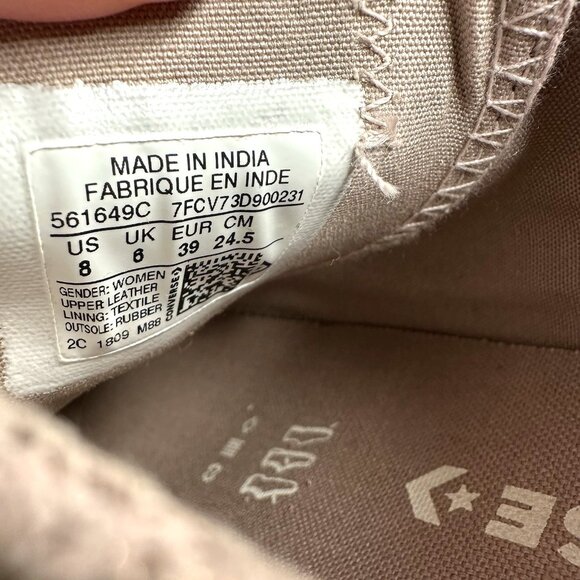 MADE IN INDIA
FABRIQUE EN INDE
561649C 7FCV73D900231
US UK EUR CM
8 6 39 24.5
GENDER: WOMEN
UPPER: LEATHER
LINING: TEXTILE
OUTSOLE: RUBBER
2C 1809 M88
CONVERSE
SE